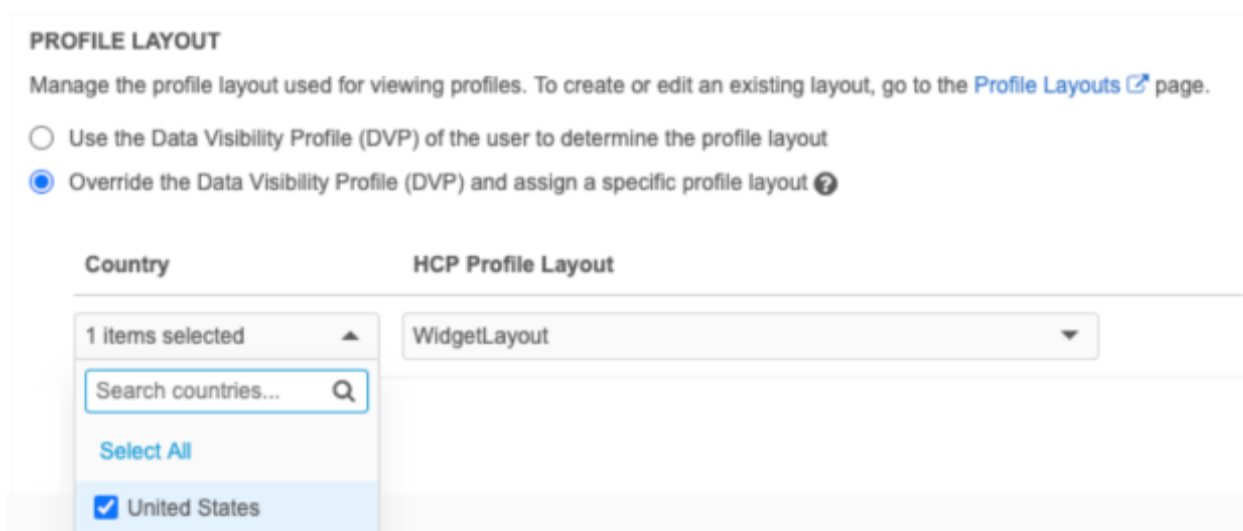 PROFILE LAYOUT
Manage the profile layout used for viewing profiles. To create or edit an existing layout, go to the Profile Layouts page.
Use the Data Visibility Profile (DVP) of the user to determine the profile layout
Override the Data Visibility Profile (DVP) and assign a specific profile layout
Country HCP Profile Layout
1 items selected WidgetLayout
Search countries...
Select All
United States